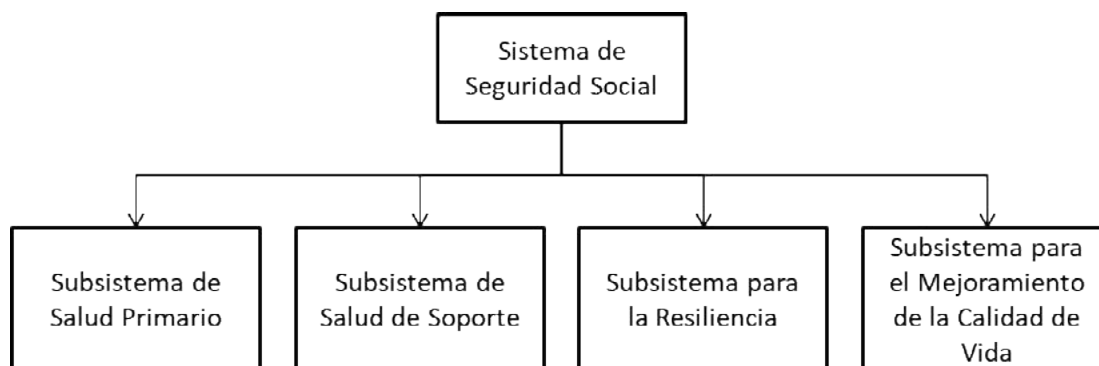 Sistema de
Seguridad Social
Subsistema de
Salud Primario
Subsistema de
Salud de Soporte
Subsistema para
la Resiliencia
Subsistema para
el Mejoramiento
de la Calidad de
Vida